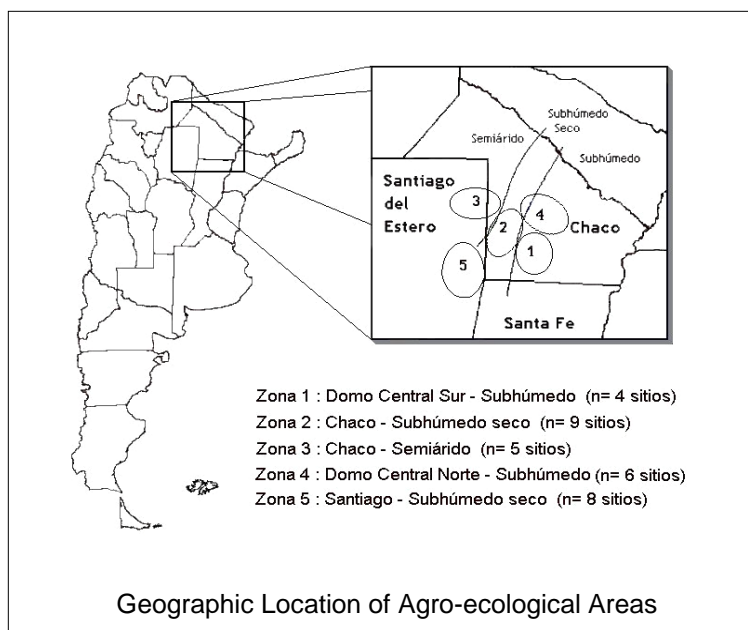 Subhúmedo
Seco
Semiárido
Subhúmedo
Santiago
del
Estero
3
4
Chaco
2
1
5
Santa Fe
Zona 1 : Domo Central Sur - Subhúmedo (n= 4 sitios)
Zona 2 : Chaco - Subhúmedo seco (n= 9 sitios)
Zona 3 : Chaco - Semiárido (n= 5 sitios)
Zona 4 : Domo Central Norte - Subhúmedo (n= 6 sitios)
Zona 5 : Santiago - Subhúmedo seco (n= 8 sitios)
Geographic Location of Agro-ecological Areas